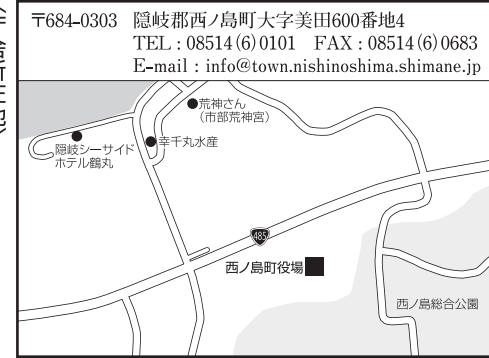 〒684-0303 隠岐郡西ノ島町大字美田600番地4
TEL：08514(6)0101 FAX：08514(6)0683
E-mail：info@town.nishinoshima.shimane.jp
荒神さん
(市部荒神宮)
隠岐シーサイド
ホテル鶴丸
幸千丸水産
485
西ノ島町役場
西ノ島総合公園